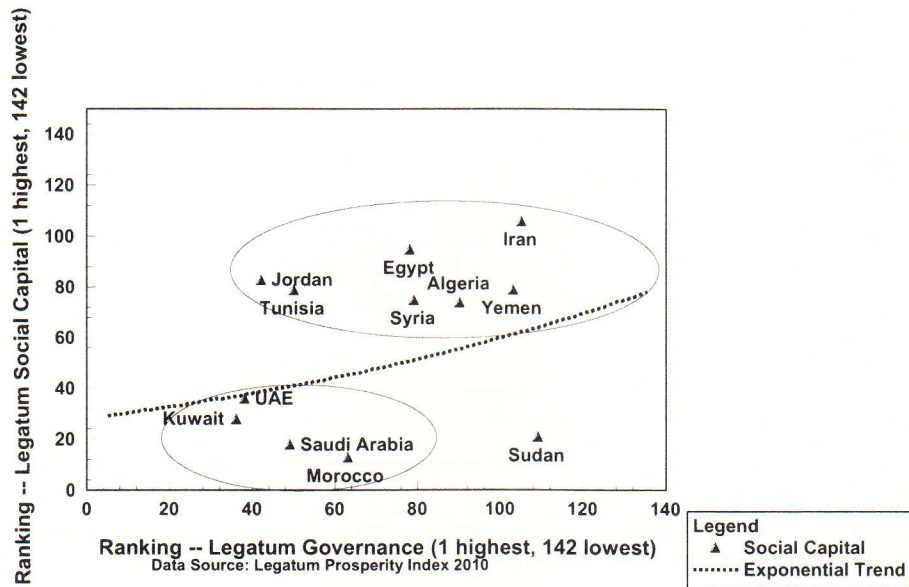 Ranking -- Legatum Social Capital (1 highest, 142 lowest)
140
120
100
80
60
40
20
0
Iran
Egypt
Algeria
Jordan
Tunisia
Syria
Yemen
UAE
Kuwait
Saudi Arabia
Morocco
Sudan
0 20 40 60 80 100 120 140
Ranking -- Legatum Governance (1 highest, 142 lowest)
Data Source: Legatum Prosperity Index 2010
Legend
Social Capital
Exponential Trend